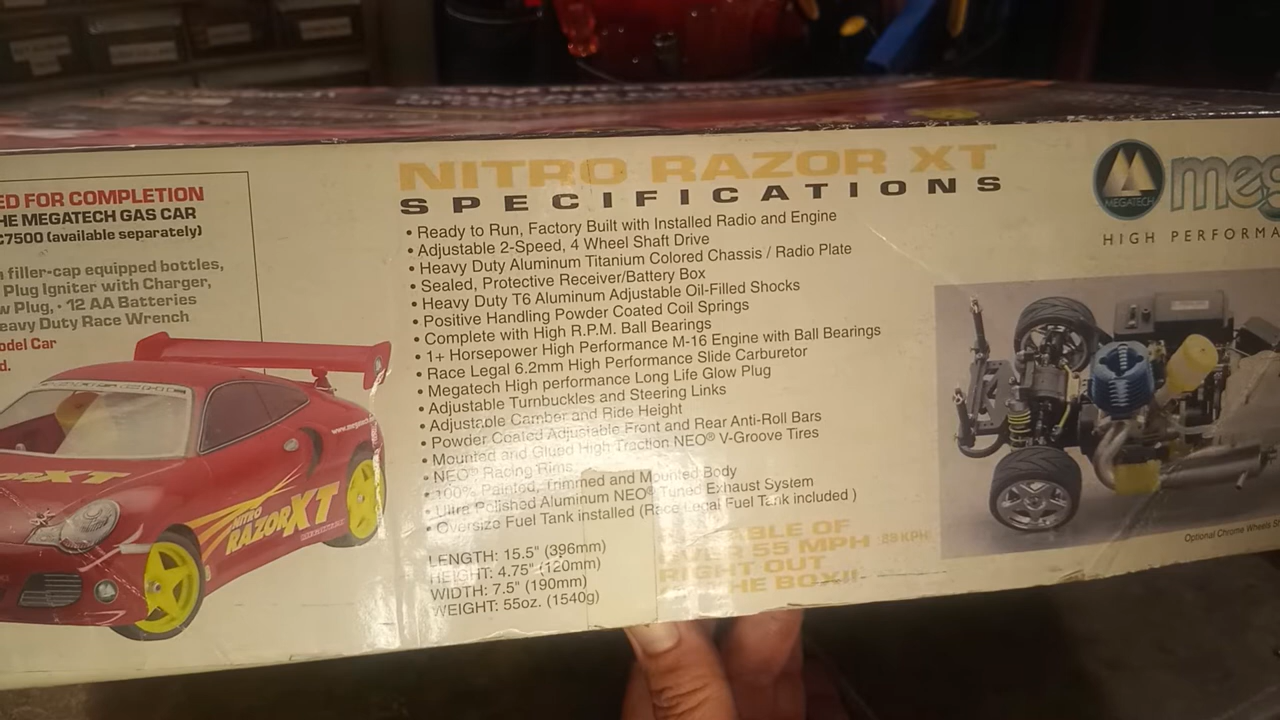 ED FOR COMPLETION
HE MEGATECH GAS CAR
C7500 (available separately)
filler-cap equipped bottles,
Plug Igniter with Charger,
w Plug, • 12 AA Batteries
eavy Duty Race Wrench
odel Car
d.
NITRO RAZOR XT
SPECIFICATIONS
• Ready to Run, Factory Built with Installed Radio and Engine
• Adjustable 2-Speed, 4 Wheel Shaft Drive
• Heavy Duty Aluminum Titanium Colored Chassis / Radio Plate
• Sealed, Protective Receiver/Battery Box
• Heavy Duty T6 Aluminum Adjustable Oil-Filled Shocks
• Positive Handling Powder Coated Coil Springs
• Complete with High R.P.M. Ball Bearings
• 1+ Horsepower High Performance M-16 Engine with Ball Bearings
• Race Legal 6.2mm High Performance Slide Carburetor
• Megatech High performance Long Life Glow Plug
• Adjustable Turnbuckles and Steering Links
• Adjustable Camber and Ride Height
• Powder Coated Adjustable Front and Rear Anti-Roll Bars
• Mounted and Glued High Traction NEO® V-Groove Tires
• NEO® Racing Rims
• 100% Painted, Trimmed and Mounted Body
• Ultra Polished Aluminum NEO® Tuned Exhaust System
• Oversize Fuel Tank installed (Race Legal Fuel Tank included )
LENGTH: 15.5" (396mm)
HEIGHT: 4.75" (120mm)
WIDTH: 7.5" (190mm)
WEIGHT: 55oz. (1540g)
ABLE OF
VER 55 MPH
RIGHT OUT
HE BOX!!
MEGATECH
meg
HIGH PERFORMA
Optional Chrome Wheels S
NITRO
RAZOR XT